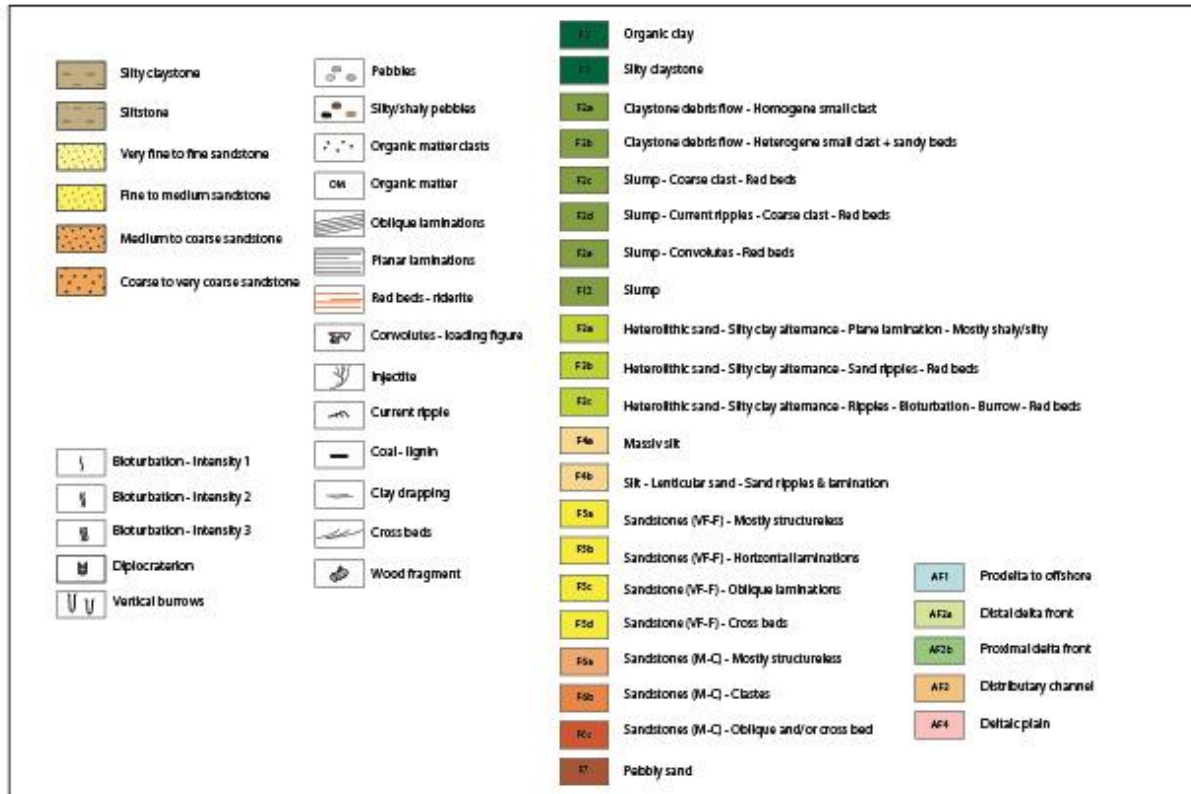 Silty claystone
Siltstone
Very fine to fine sandstone
Fine to medium sandstone
Medium to coarse sandstone
Coarse to very coarse sandstone
Bioturbation - Intensity 1
Bioturbation - Intensity 2
Bioturbation - Intensity 3
Diplocraterion
Vertical burrows
Pebbles
Silty/shaly pebbles
Organic matter clasts
OM Organic matter
Oblique laminations
Planar laminations
Red beds - riderite
Convolutes - loading figure
Injectite
Current ripple
Coal - lignin
Clay drapping
Cross beds
Wood fragment
Organic clay
Silty claystone
F2a Claystone debris flow - Homogene small clast
F2b Claystone debris flow - Heterogene small clast + sandy beds
F2c Slump - Coarse clast - Red beds
F2d Slump - Current ripples - Coarse clast - Red beds
Slump - Convolutes - Red beds
F12 Slump
Heterolithic sand - Silty clay alternance - Plane lamination - Mostly shaly/silty
Heterolithic sand - Silty clay alternance - Sand ripples - Red beds
Heterolithic sand - Silty clay alternance - Ripples - Bioturbation - Burrow - Red beds
F4a Massiv silt
F4b Silt - Lenticular sand - Sand ripples & lamination
F5a Sandstones (VF-F) - Mostly structureless
F5b Sandstones (VF-F) - Horizontal laminations
F5c Sandstone (VF-F) - Oblique laminations
F5d Sandstone (VF-F) - Cross beds
F6a Sandstones (M-C) - Mostly structureless
F6b Sandstones (M-C) - Clastes
F6c Sandstones (M-C) - Oblique and/or cross bed
F7 Pebbly sand
AF1 Prodelta to offshore
AF2a Distal delta front
AF2b Proximal delta front
AF3 Distributary channel
AF4 Deltaic plain